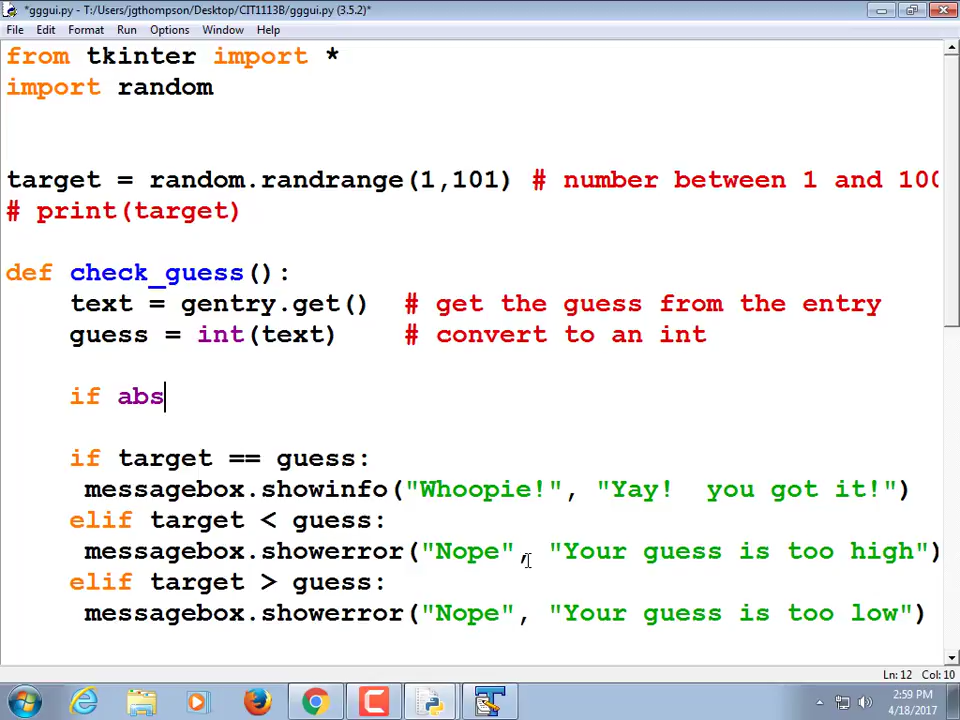 *gggui.py - T:/Users/jgthompson/Desktop/CIT1113B/gggui.py (3.5.2)*
File Edit Format Run Options Window Help
from tkinter import *
import random
target = random.randrange(1,101) # number between 1 and 100
# print(target)
def check_guess():
text = gentry.get() # get the guess from the entry
guess = int(text) # convert to an int
if abs
if target == guess:
messagebox.showinfo("Whoopie!", "Yay!  you got it!")
elif target < guess:
messagebox.showerror("Nope", "Your guess is too high")
elif target > guess:
messagebox.showerror("Nope", "Your guess is too low")
Ln: 12 Col: 10
2:59 PM
4/18/2017